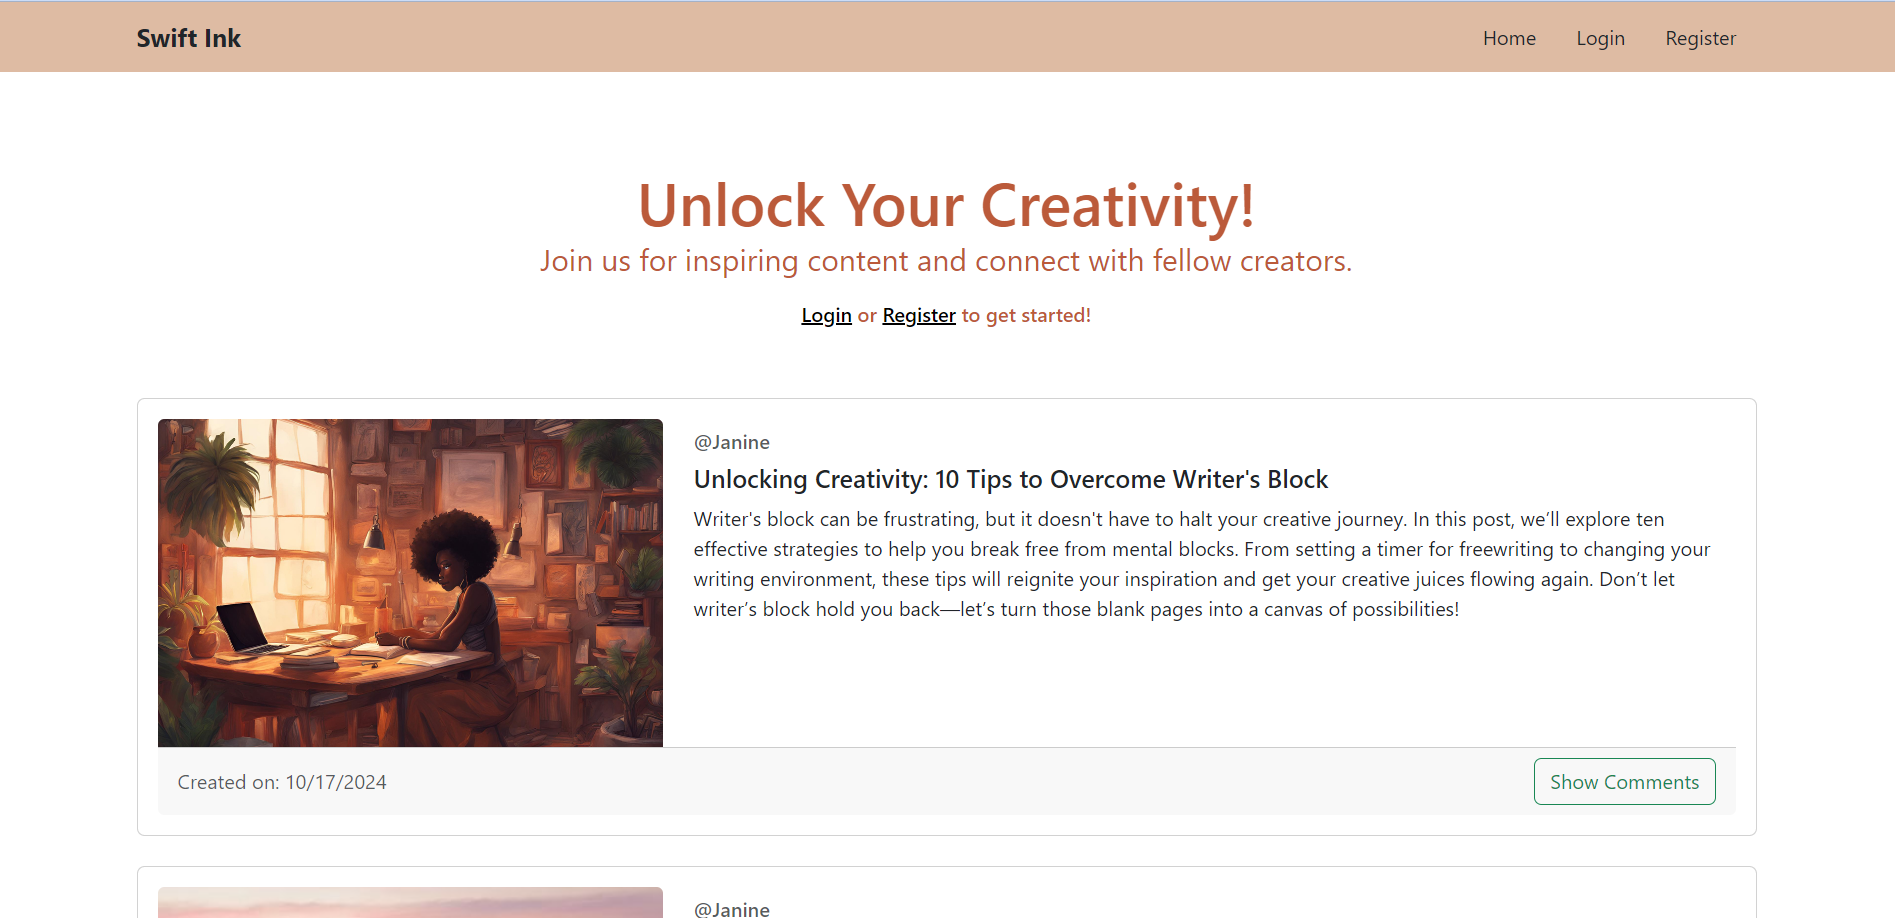 Swift Ink
Home Login Register
Unlock Your Creativity!
Join us for inspiring content and connect with fellow creators.
Login or Register to get started!
@Janine
Unlocking Creativity: 10 Tips to Overcome Writer's Block
Writer's block can be frustrating, but it doesn't have to halt your creative journey. In this post, we’ll explore ten
effective strategies to help you break free from mental blocks. From setting a timer for freewriting to changing your
writing environment, these tips will reignite your inspiration and get your creative juices flowing again. Don’t let
writer’s block hold you back—let’s turn those blank pages into a canvas of possibilities!
Created on: 10/17/2024
Show Comments
@Janine